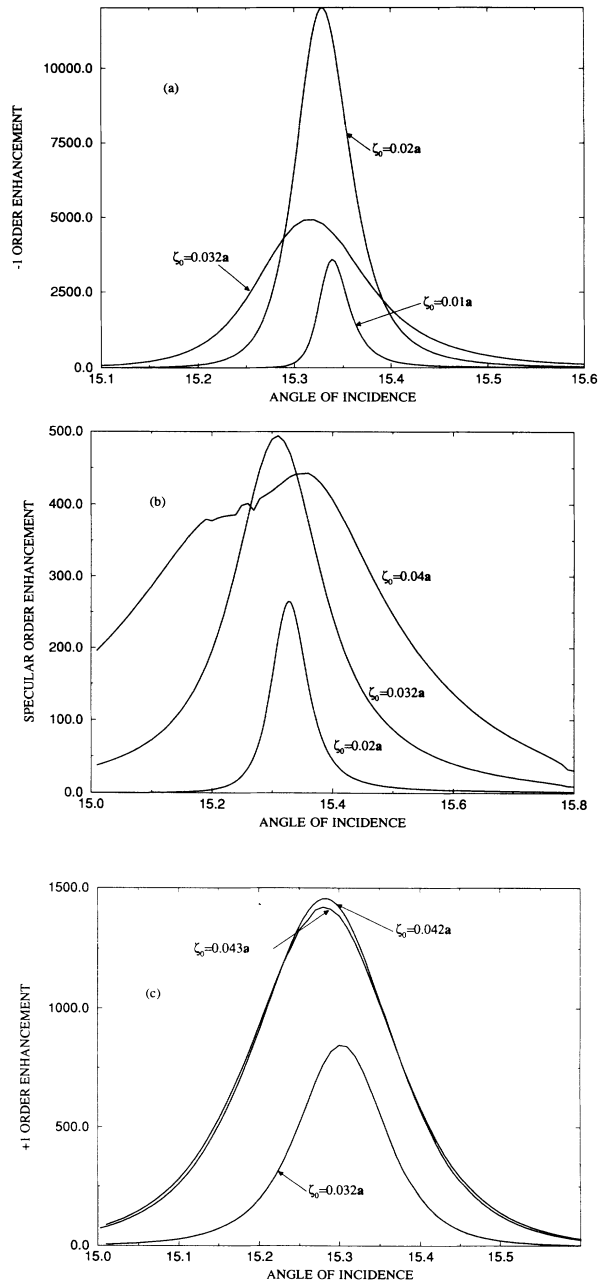 (a)
-1 ORDER ENHANCEMENT
10000.0
7500.0
5000.0
2500.0
0.0
ζ₀=0.02a
ζ₀=0.032a
ζ₀=0.01a
15.1 15.2 15.3 15.4 15.5 15.6
ANGLE OF INCIDENCE
(b)
SPECULAR ORDER ENHANCEMENT
500.0
400.0
300.0
200.0
100.0
0.0
ζ₀=0.04a
ζ₀=0.032a
ζ₀=0.02a
15.0 15.2 15.4 15.6 15.8
ANGLE OF INCIDENCE
(c)
+1 ORDER ENHANCEMENT
1500.0
1000.0
500.0
0.0
ζ₀=0.042a
ζ₀=0.043a
ζ₀=0.032a
15.0 15.1 15.2 15.3 15.4 15.5
ANGLE OF INCIDENCE